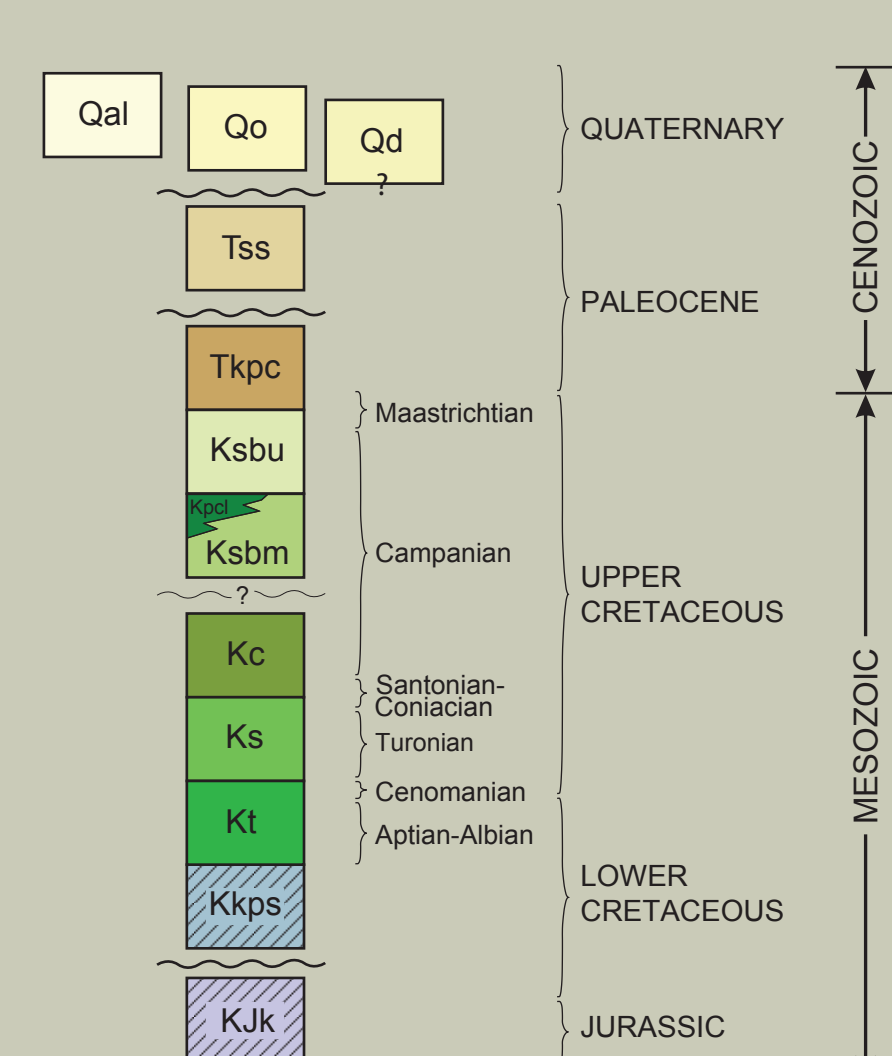 Qal
Qo
Qd
?
QUATERNARY
CENOZOIC
Tss
PALEOCENE
Tkpc
Maastrichtian
Ksbu
Kpcl
Ksbm
Campanian
?
UPPER
CRETACEOUS
MESOZOIC
Kc
Santonian-
Coniacian
Ks
Turonian
Cenomanian
Kt
Aptian-Albian
Kkps
LOWER
CRETACEOUS
KJk
JURASSIC